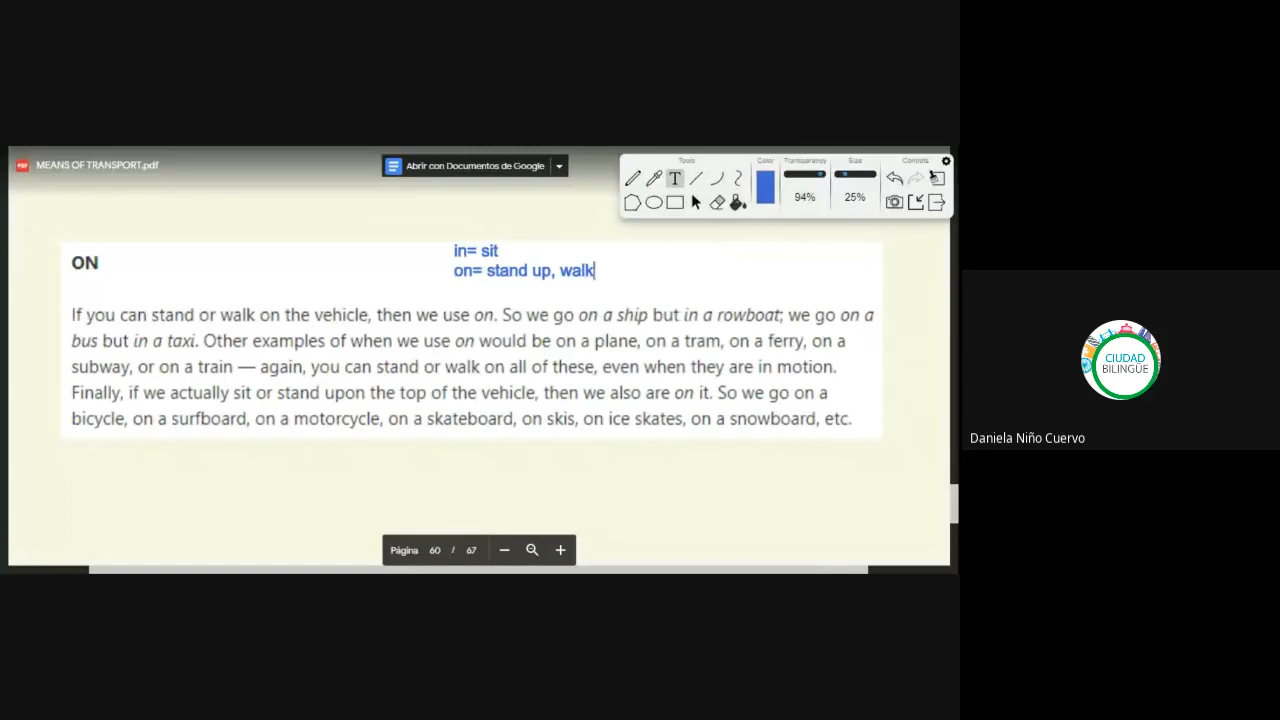 MEANS OF TRANSPORT.pdf
Abrir con Documentos de Google
Tools
Color
Transparency
Size
Controls
T
94%
25%
in= sit
on= stand up, walk
ON
If you can stand or walk on the vehicle, then we use on. So we go on a ship but in a rowboat; we go on a
bus but in a taxi. Other examples of when we use on would be on a plane, on a tram, on a ferry, on a
subway, or on a train — again, you can stand or walk on all of these, even when they are in motion.
Finally, if we actually sit or stand upon the top of the vehicle, then we also are on it. So we go on a
bicycle, on a surfboard, on a motorcycle, on a skateboard, on skis, on ice skates, on a snowboard, etc.
Página 60 / 67
CIUDAD
BILINGÜE
Daniela Niño Cuervo